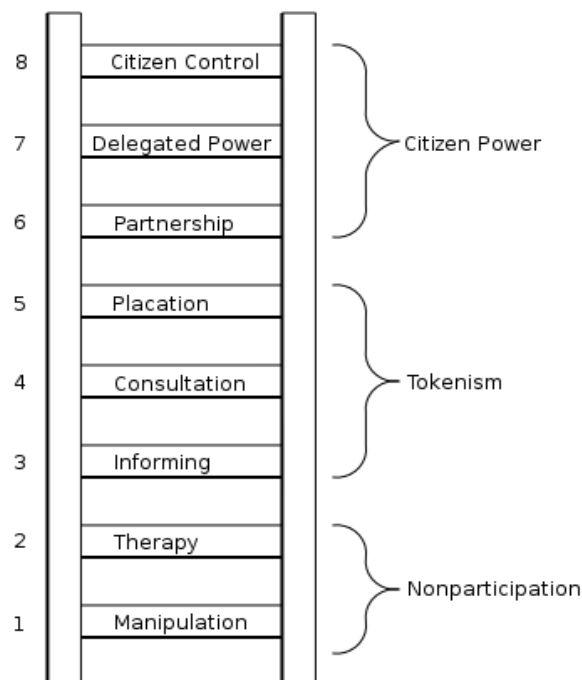 8 Citizen Control
7 Delegated Power
Citizen Power
6 Partnership
5 Placation
4 Consultation
Tokenism
3 Informing
2 Therapy
Nonparticipation
1 Manipulation